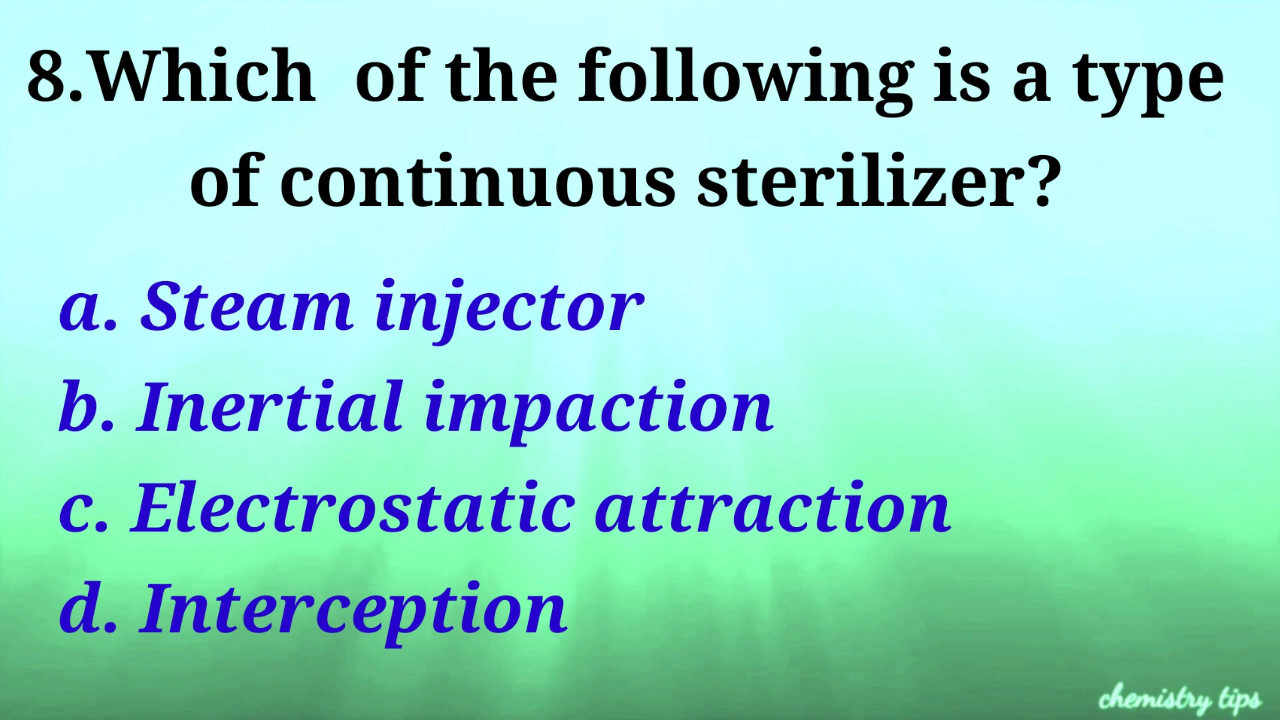 8.Which of the following is a type
of continuous sterilizer?
a. Steam injector
b. Inertial impaction
c. Electrostatic attraction
d. Interception
chemistry tips